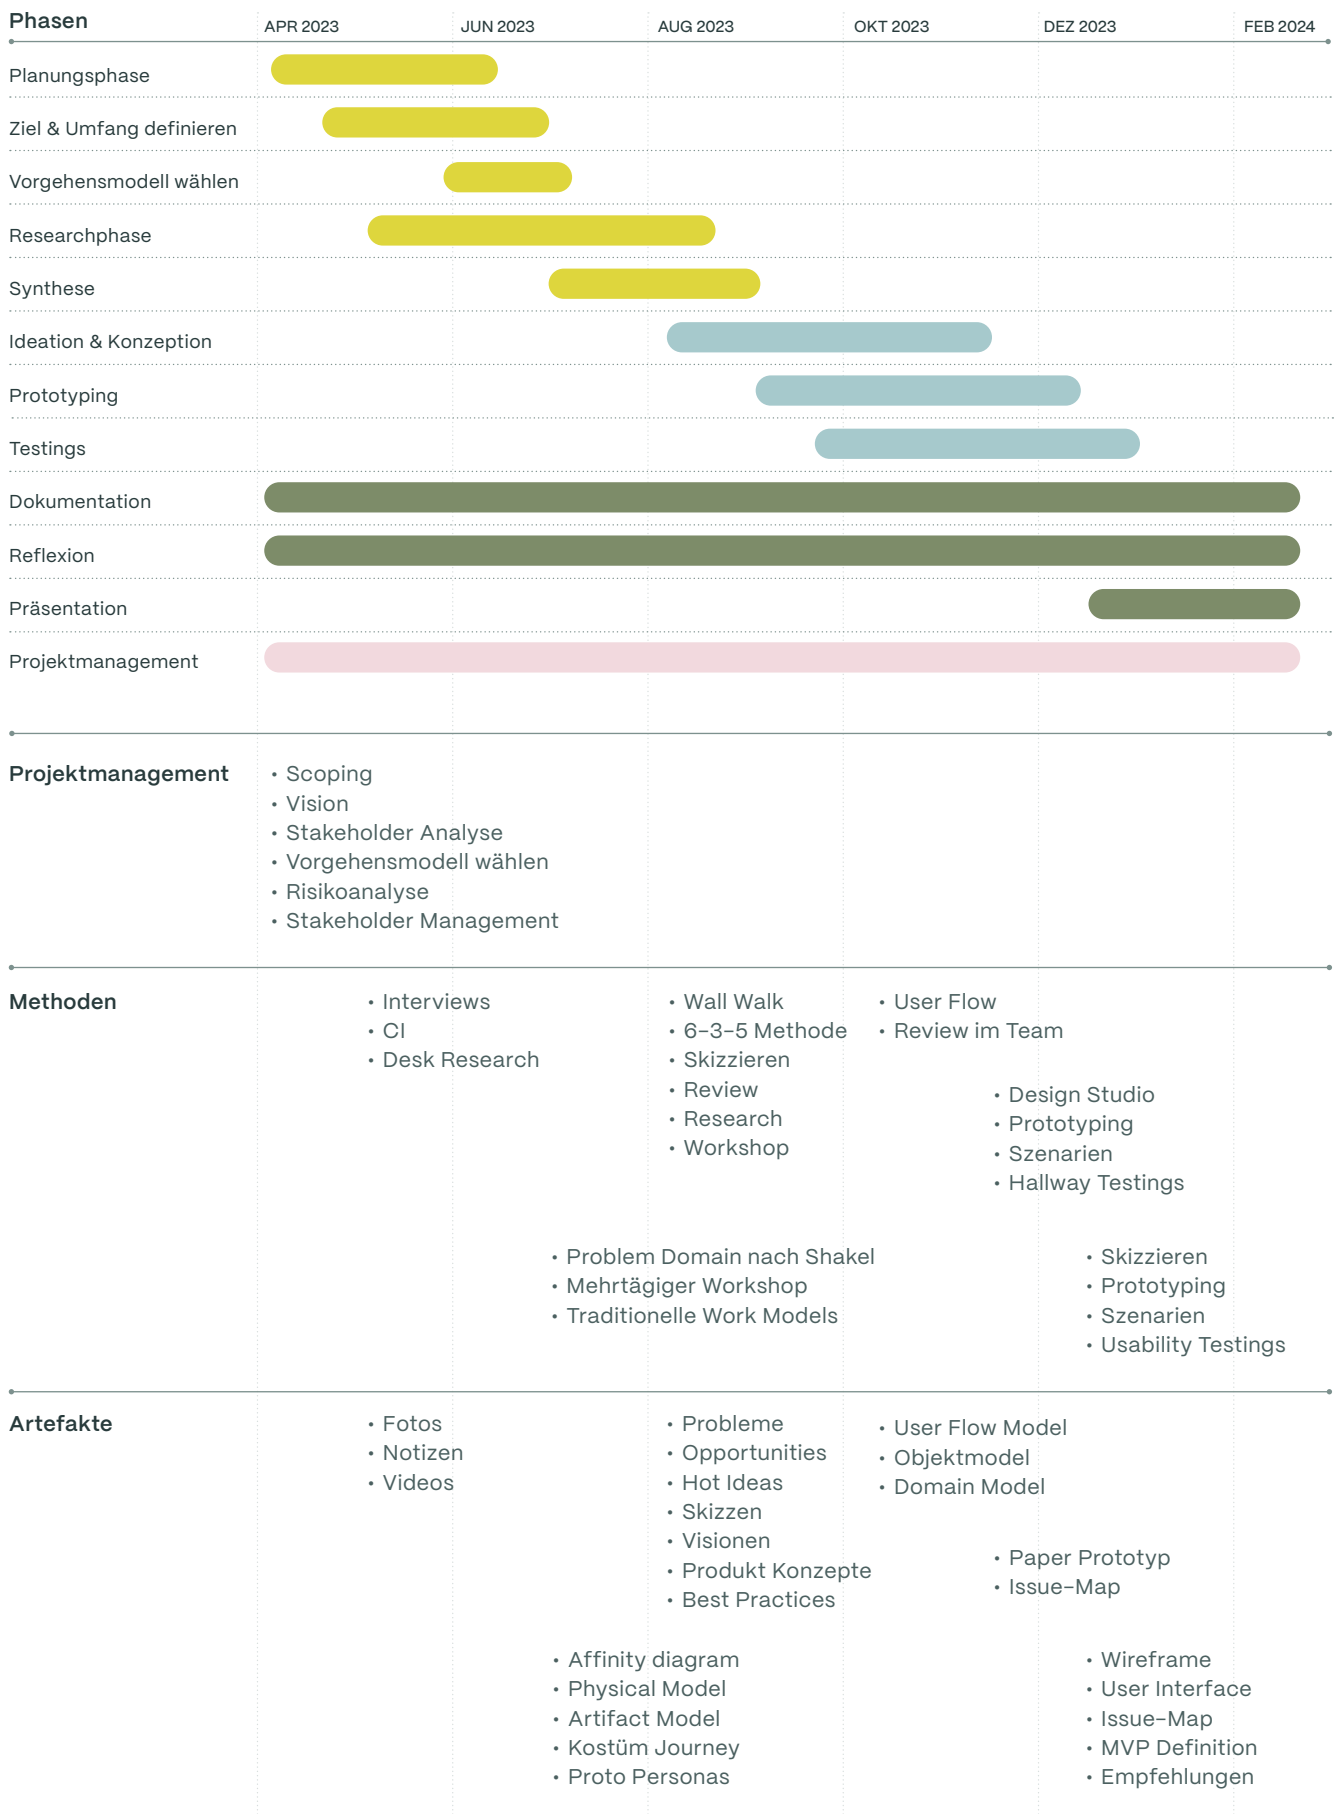 Phasen
APR 2023
JUN 2023
AUG 2023
OKT 2023
DEZ 2023
FEB 2024
Planungsphase
Ziel & Umfang definieren
Vorgehensmodell wählen
Researchphase
Synthese
Ideation & Konzeption
Prototyping
Testings
Dokumentation
Reflexion
Präsentation
Projektmanagement
Projektmanagement
• Scoping
• Vision
• Stakeholder Analyse
• Vorgehensmodell wählen
• Risikoanalyse
• Stakeholder Management
Methoden
• Interviews
• CI
• Desk Research
• Wall Walk
• 6-3-5 Methode
• Skizzieren
• Review
• Research
• Workshop
• User Flow
• Review im Team
• Design Studio
• Prototyping
• Szenarien
• Hallway Testings
• Problem Domain nach Shakel
• Mehrtägiger Workshop
• Traditionelle Work Models
• Skizzieren
• Prototyping
• Szenarien
• Usability Testings
Artefakte
• Fotos
• Notizen
• Videos
• Probleme
• Opportunities
• Hot Ideas
• Skizzen
• Visionen
• Produkt Konzepte
• Best Practices
• User Flow Model
• Objektmodel
• Domain Model
• Paper Prototyp
• Issue-Map
• Affinity diagram
• Physical Model
• Artifact Model
• Kostüm Journey
• Proto Personas
• Wireframe
• User Interface
• Issue-Map
• MVP Definition
• Empfehlungen